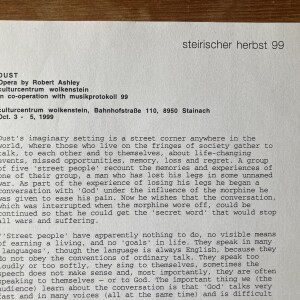 steirischer herbst 99
DUST
Opera by Robert Ashley
kulturcentrum wolkenstein
in co-operation with musikprotokoll 99
kulturcentrum wolkenstein, Bahnhofstraße 110, 8950 Stainach
Oct. 3 - 5, 1999
Dust's imaginary setting is a street corner anywhere in the
world, where those who live on the fringes of society gather to
talk, to each other and to themselves, about life-changing
events, missed opportunities, memory, loss and regret. A group
of five 'street people' recount the memories and experiences of
one of their group, a man who has lost his legs in some unnamed
war. As part of the experience of losing his legs he began a
conversation with 'God' under the influence of the morphine he
was given to ease his pain. Now he wishes that the conversation,
which was interrupted when the morphine wore off, could be
continued so that he could get the 'secret word' that would stop
all wars and suffering.
"'Street people' have apparently nothing to do, no visible means
of earning a living, and no 'goals' in life. They speak in many
'languages', though the language is always English, because they
do not obey the conventions of ordinary talk. They speak too
loudly or too softly, they sing to themselves, sometimes the
speech does not make sense and, most importantly, they are often
speaking to themselves - or to God. The important thing we (the
audience) learn about the conversation is that 'God' talks very
fast and in many voices (all at the same time) and is difficult